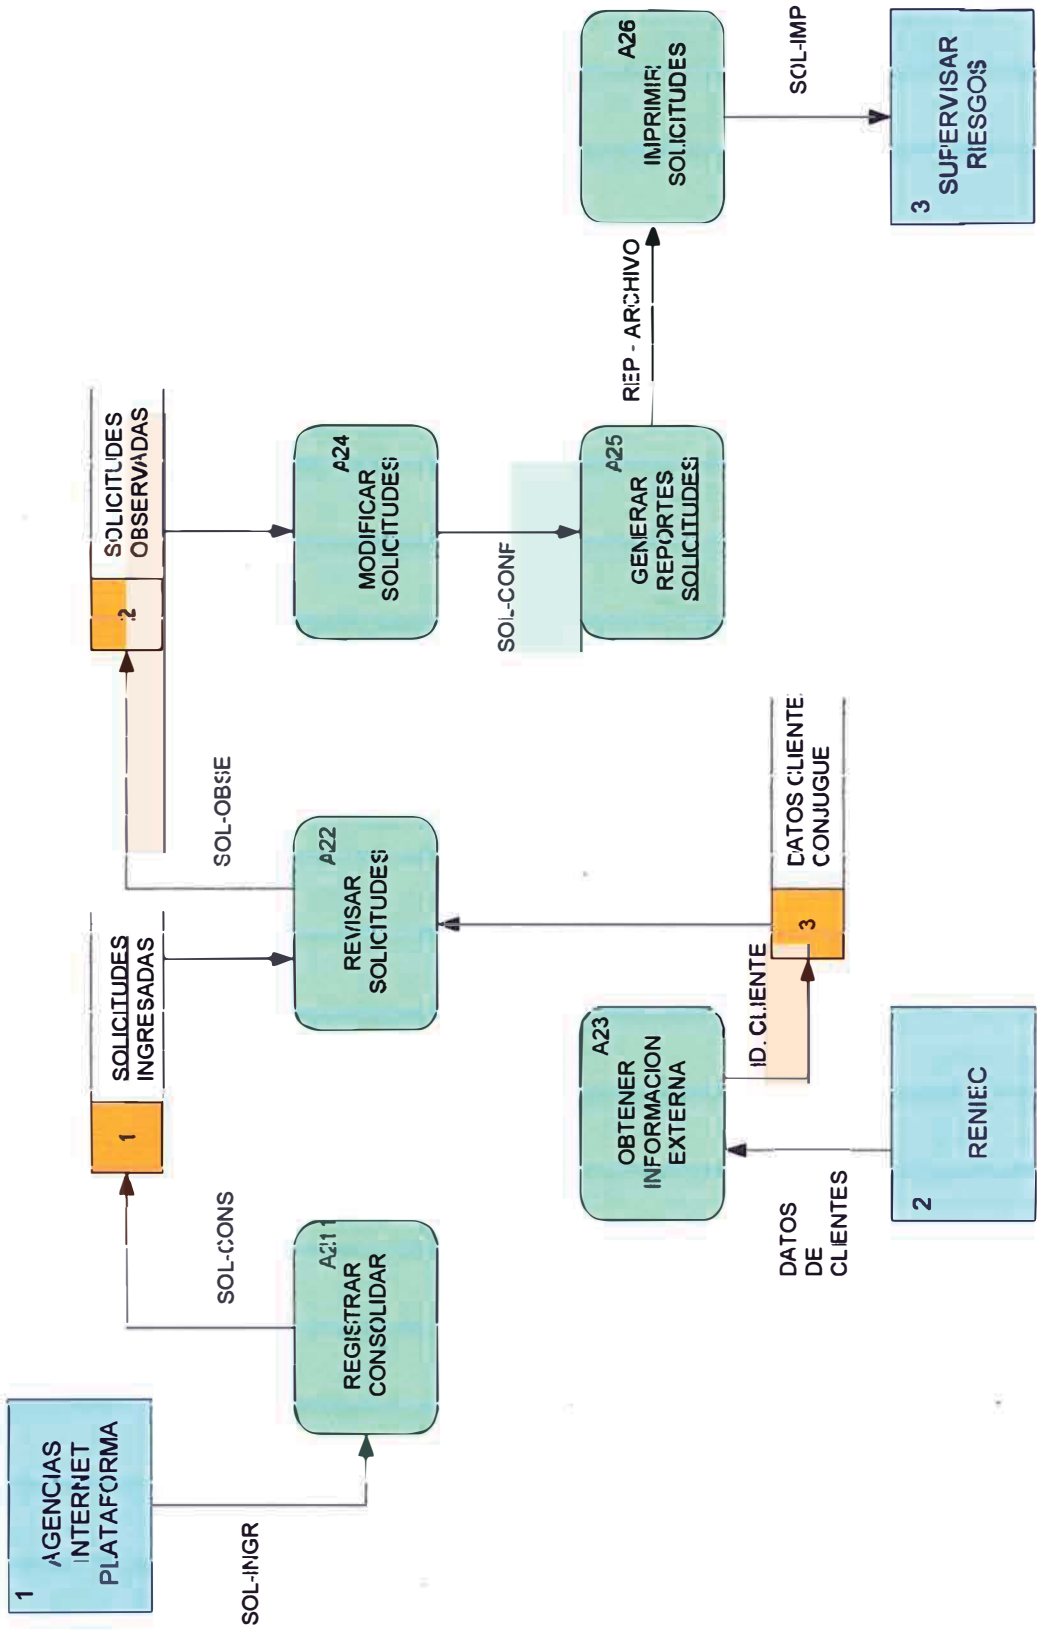 1
AGENCIAS
INTERNET
PLATAFORMA
SOL-INGR
A211
REGISTRAR
CONSOLIDAR
SOL-CONS
1
SOLICITUDES
INGRESADAS
A22
REVISAR
SOLICITUDES
SOL-OBSE
2
SOLICITUDES
OBSERVADAS
A24
MODIFICAR
SOLICITUDES
SOL-CONF
A25
GENERAR
REPORTES
SOLICITUDES
REP - ARCHIVO
A26
IMPRIMIR
SOLICITUDES
SOL-IMP
3
SUPERVISAR
RIESGOS
A23
OBTENER
INFORMACION
EXTERNA
ID. CLIENTE
3
DATOS CLIENTE
CONJUGUE
DATOS
DE
CLIENTES
2
RENIEC